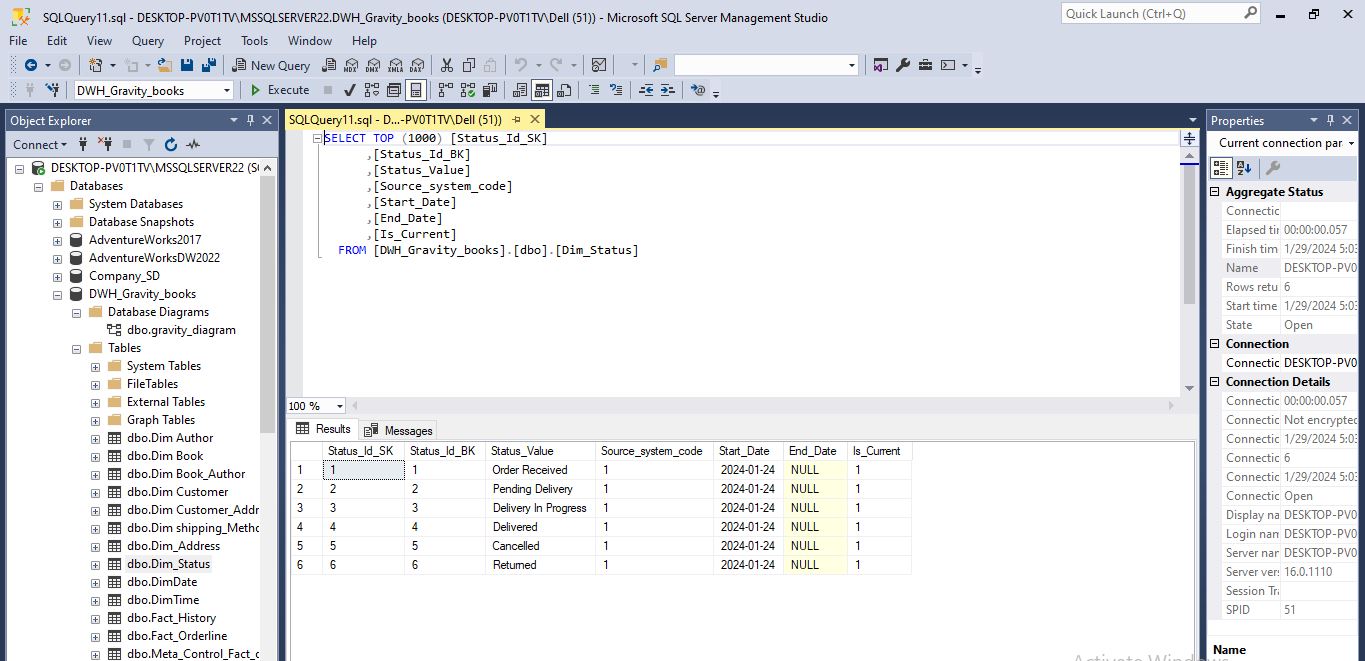 SQLQuery11.sql - DESKTOP-PV0T1TV\MSSQLSERVER22.DWH_Gravity_books (DESKTOP-PV0T1TV\Dell (51)) - Microsoft SQL Server Management Studio
Quick Launch (Ctrl+Q)
File Edit View Query Project Tools Window Help
New Query MDX DMX XMLA DAX
DWH_Gravity_books Execute
Object Explorer
Connect
DESKTOP-PV0T1TV\MSSQLSERVER22 (S
Databases
System Databases
Database Snapshots
AdventureWorks2017
AdventureWorksDW2022
Company_SD
DWH_Gravity_books
Database Diagrams
dbo.gravity_diagram
Tables
System Tables
FileTables
External Tables
Graph Tables
dbo.Dim Author
dbo.Dim Book
dbo.Dim Book_Author
dbo.Dim Customer
dbo.Dim Customer_Addr
dbo.Dim shipping_Metho
dbo.Dim_Address
dbo.Dim_Status
dbo.DimDate
dbo.DimTime
dbo.Fact_History
dbo.Fact_Orderline
dbo.Meta_Control_Fact_o
SQLQuery11.sql - D...-PV0T1TV\Dell (51))
SELECT TOP (1000) [Status_Id_SK]
,[Status_Id_BK]
,[Status_Value]
,[Source_system_code]
,[Start_Date]
,[End_Date]
,[Is_Current]
FROM [DWH_Gravity_books].[dbo].[Dim_Status]
100 %
Results Messages
Status_Id_SK Status_Id_BK Status_Value Source_system_code Start_Date End_Date Is_Current
1 1 1 Order Received 1 2024-01-24 NULL 1
2 2 2 Pending Delivery 1 2024-01-24 NULL 1
3 3 3 Delivery In Progress 1 2024-01-24 NULL 1
4 4 4 Delivered 1 2024-01-24 NULL 1
5 5 5 Cancelled 1 2024-01-24 NULL 1
6 6 6 Returned 1 2024-01-24 NULL 1
Properties
Current connection par
Aggregate Status
Connectic
Elapsed tir 00:00:00.057
Finish tim 1/29/2024 5:03
Name DESKTOP-PV0
Rows retu 6
Start time 1/29/2024 5:03
State Open
Connection
Connectic DESKTOP-PV0
Connection Details
Connectic 00:00:00.057
Connectic Not encrypted
Connectic 1/29/2024 5:03
Connectic 6
Connectic 1/29/2024 5:03
Connectic Open
Display na DESKTOP-PV0
Login nam DESKTOP-PV0
Server nar DESKTOP-PV0
Server ver: 16.0.1110
Session Tr
SPID 51
Name